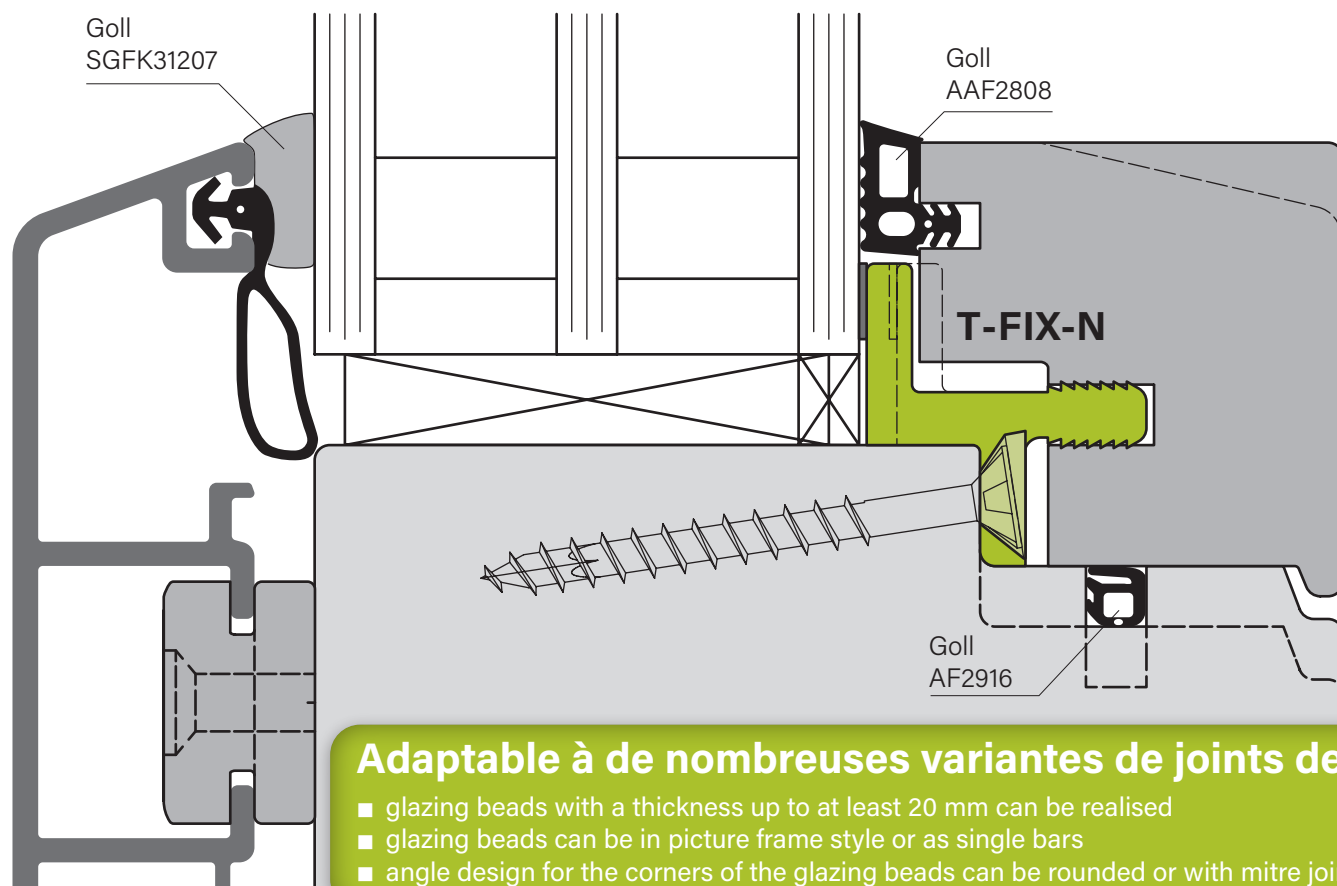 Goll
SGFK31207
Goll
AAF2808
T-FIX-N
Goll
AF2916
Adaptable à de nombreuses variantes de joints de
■ glazing beads with a thickness up to at least 20 mm can be realised
■ glazing beads can be in picture frame style or as single bars
■ angle design for the corners of the glazing beads can be rounded or with mitre joi